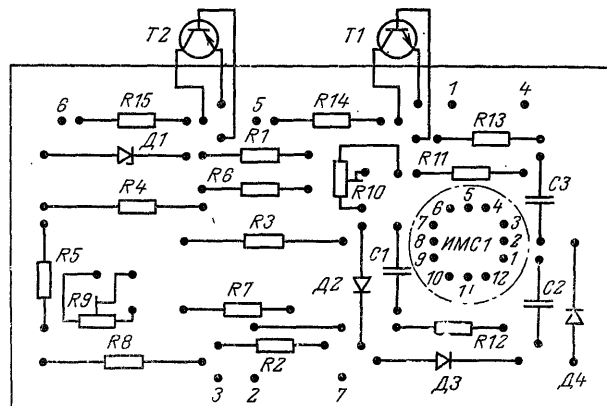 T2 T1
6 R15 5 R14 1 4
Д1 R1 R13
R6 R10 R11
R4 C3
6 5 4
7 3
R3 8 ИМС1 2
R5 C1 9 1
Д2 10 11 12 C2
R9 R7
R12
R8 R2 Д3 Д4
3 2 7